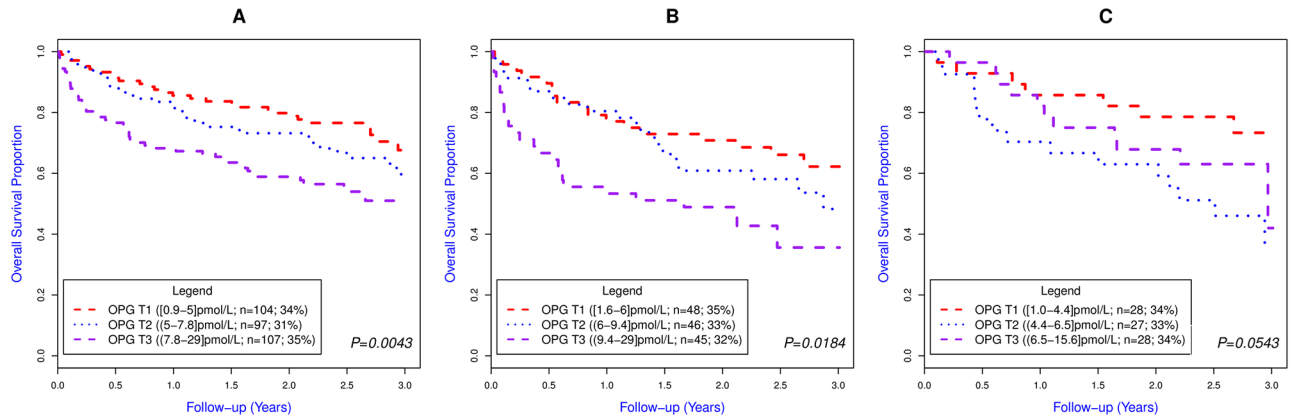 A
Overall Survival Proportion
1.0
0.8
0.6
0.4
0.2
0.0
Legend
OPG T1 ([0.9−5]pmol/L; n=104; 34%)
OPG T2 ((5−7.8]pmol/L; n=97; 31%)
OPG T3 ((7.8−29]pmol/L; n=107; 35%)
P=0.0043
0.0 0.5 1.0 1.5 2.0 2.5 3.0
Follow−up (Years)
B
Overall Survival Proportion
1.0
0.8
0.6
0.4
0.2
0.0
Legend
OPG T1 ([1.6−6]pmol/L; n=48; 35%)
OPG T2 ((6−9.4]pmol/L; n=46; 33%)
OPG T3 ((9.4−29]pmol/L; n=45; 32%)
P=0.0184
0.0 0.5 1.0 1.5 2.0 2.5 3.0
Follow−up (Years)
C
Overall Survival Proportion
1.0
0.8
0.6
0.4
0.2
0.0
Legend
OPG T1 ([1.0−4.4]pmol/L; n=28; 34%)
OPG T2 ((4.4−6.5]pmol/L; n=27; 33%)
OPG T3 ((6.5−15.6]pmol/L; n=28; 34%)
P=0.0543
0.0 0.5 1.0 1.5 2.0 2.5 3.0
Follow−up (Years)